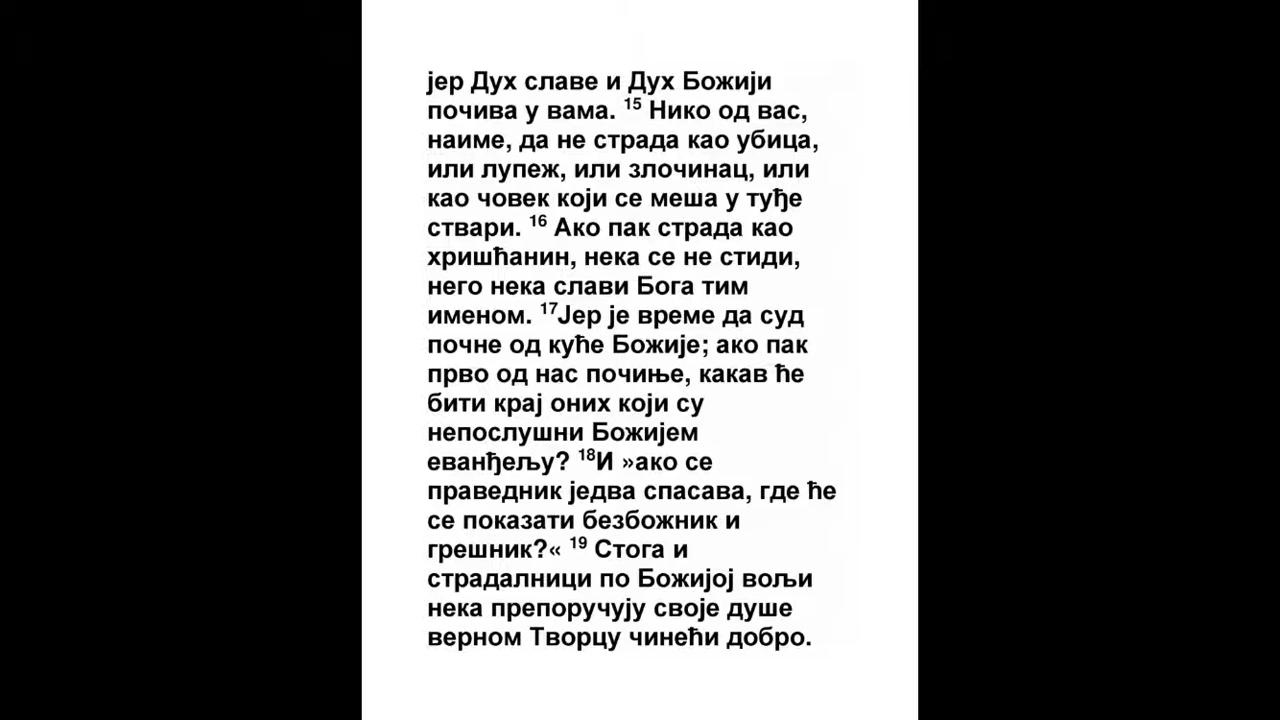 јер Дух славе и Дух Божији
почива у вама. 15 Нико од вас,
наиме, да не страда као убица,
или лупеж, или злочинац, или
као човек који се меша у туђе
ствари. 16 Ако пак страда као
хришћанин, нека се не стиди,
него нека слави Бога тим
именом. 17Јер је време да суд
почне од куће Божије; ако пак
прво од нас почиње, какав ће
бити крај оних који су
непослушни Божијем
еванђељу? 18И »ако се
праведник једва спасава, где ће
се показати безбожник и
грешник?« 19 Стога и
страдалници по Божијој вољи
нека препоручују своје душе
верном Творцу чинећи добро.